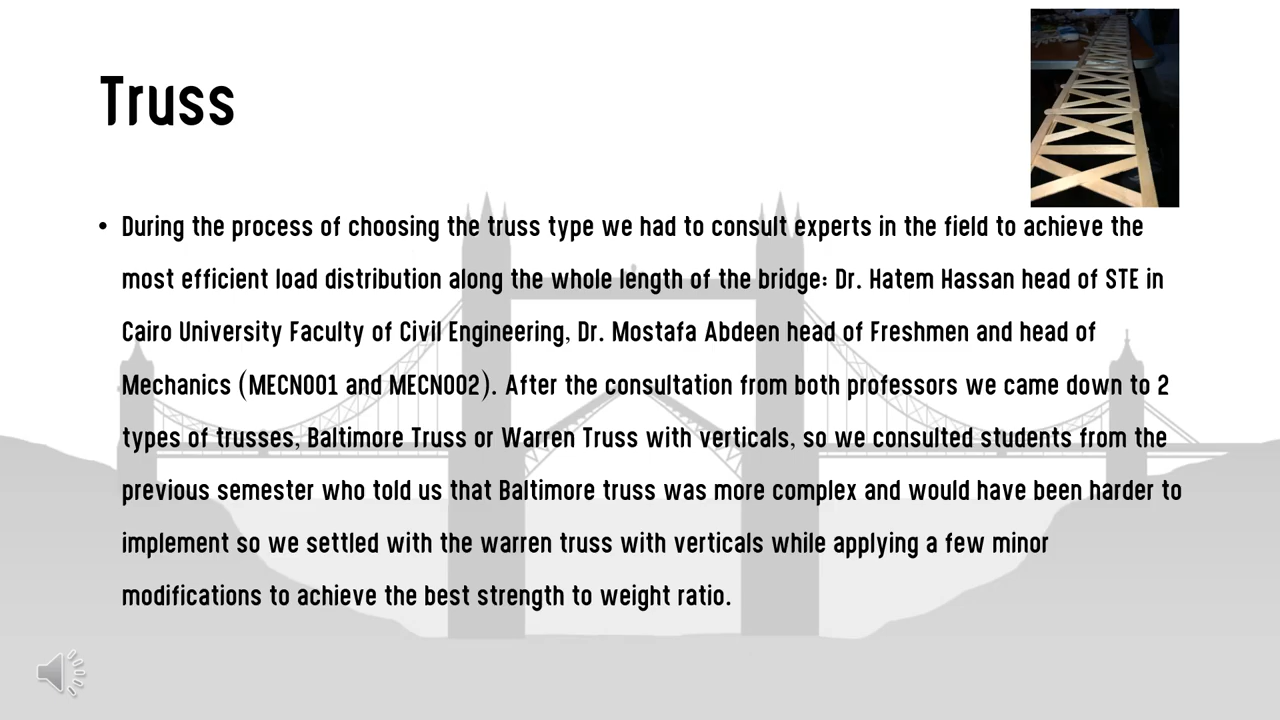 Truss
• During the process of choosing the truss type we had to consult experts in the field to achieve the
most efficient load distribution along the whole length of the bridge: Dr. Hatem Hassan head of STE in
Cairo University Faculty of Civil Engineering, Dr. Mostafa Abdeen head of Freshmen and head of
Mechanics (MECN001 and MECN002). After the consultation from both professors we came down to 2
types of trusses, Baltimore Truss or Warren Truss with verticals, so we consulted students from the
previous semester who told us that Baltimore truss was more complex and would have been harder to
implement so we settled with the warren truss with verticals while applying a few minor
modifications to achieve the best strength to weight ratio.